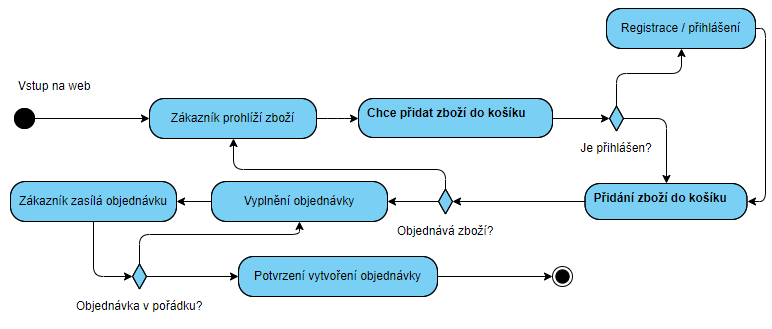 Registrace / přihlášení
Vstup na web
Zákazník prohlíží zboží
Chce přidat zboží do košíku
Je přihlášen?
Zákazník zasílá objednávku
Vyplnění objednávky
Přidání zboží do košíku
Objednává zboží?
Potvrzení vytvoření objednávky
Objednávka v pořádku?